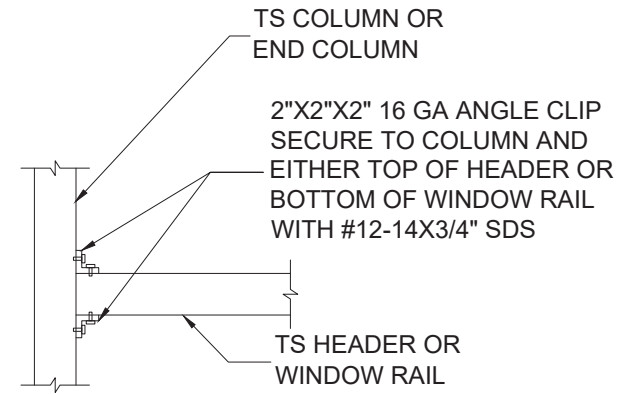 TS COLUMN OR
END COLUMN
2"X2"X2" 16 GA ANGLE CLIP
SECURE TO COLUMN AND
EITHER TOP OF HEADER OR
BOTTOM OF WINDOW RAIL
WITH #12-14X3/4" SDS
TS HEADER OR
WINDOW RAIL